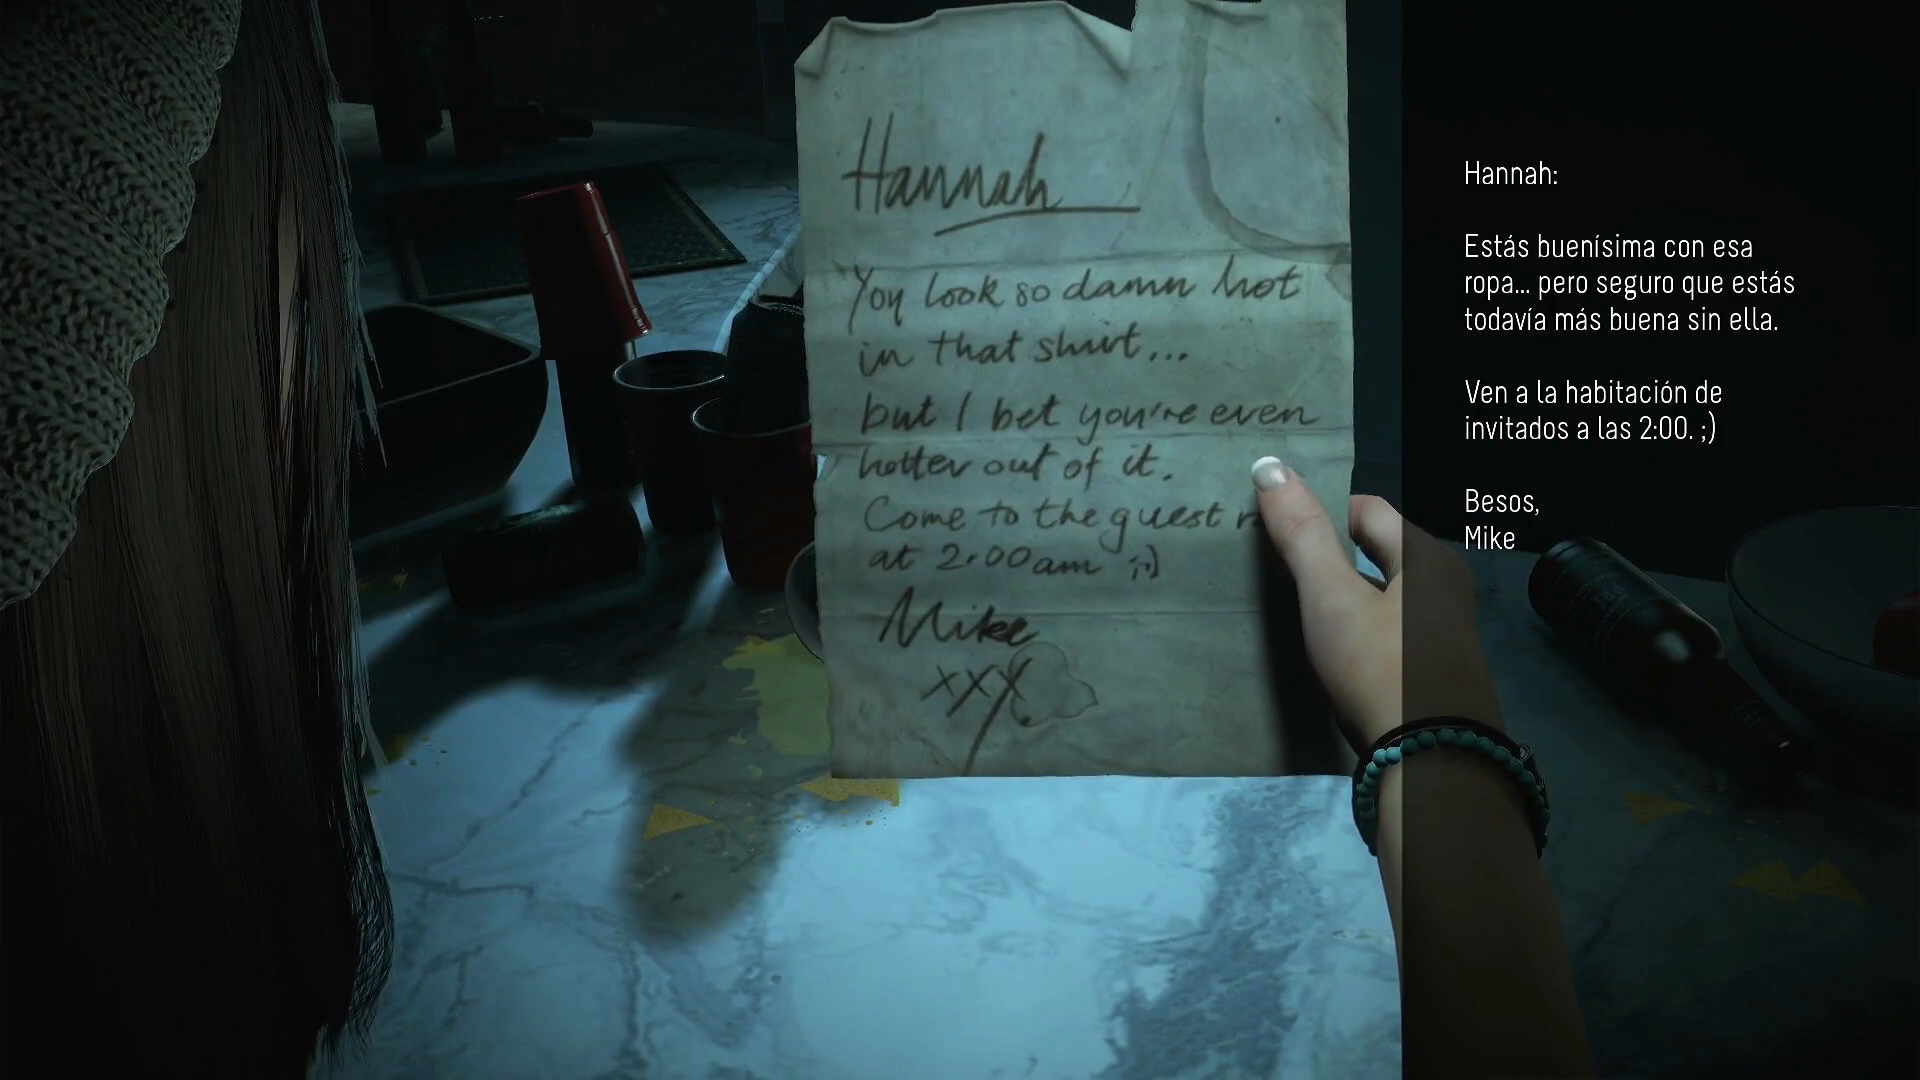 Hannah
You look so damn hot
in that shirt...
but I bet you're even
hotter out of it.
Come to the guest
at 2:00am ;)
Mike
xxx
Hannah:
Estás buenísima con esa
ropa... pero seguro que estás
todavía más buena sin ella.
Ven a la habitación de
invitados a las 2:00. ;)
Besos,
Mike